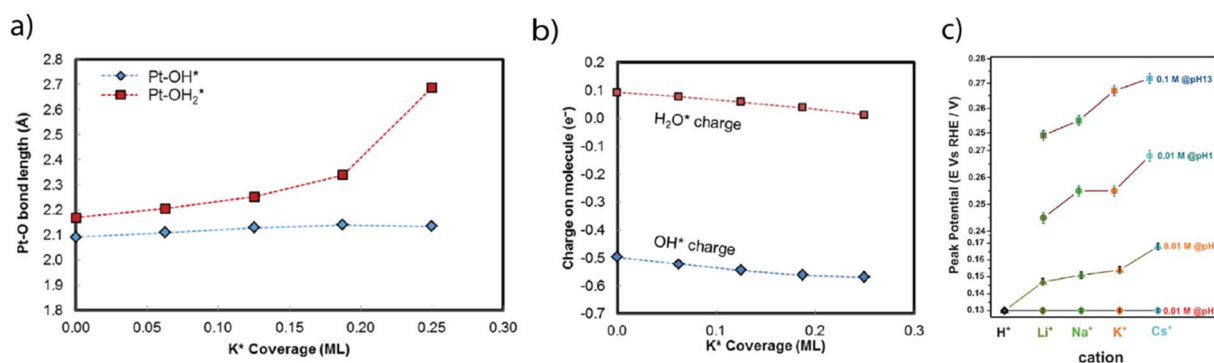 a)
2.8
2.7
2.6
2.5
2.4
2.3
2.2
2.1
2.0
1.9
1.8
Pt-O bond length (Å)
Pt-OH*
Pt-OH₂*
0.00 0.05 0.10 0.15 0.20 0.25 0.30
K* Coverage (ML)
b)
0.2
0.1
0.0
-0.1
-0.2
-0.3
-0.4
-0.5
-0.6
-0.7
Charge on molecule (e⁻)
H₂O* charge
OH* charge
0.0 0.1 0.2 0.3
K* Coverage (ML)
c)
0.28
0.27
0.26
0.25
0.27
0.26
0.25
0.24
0.17
0.16
0.15
0.14
0.13
Peak Potential (E Vs RHE / V)
0.1 M @pH13
0.01 M @pH1
0.01 M @pH
0.01 M @pH
H⁺ Li⁺ Na⁺ K⁺ Cs⁺
cation